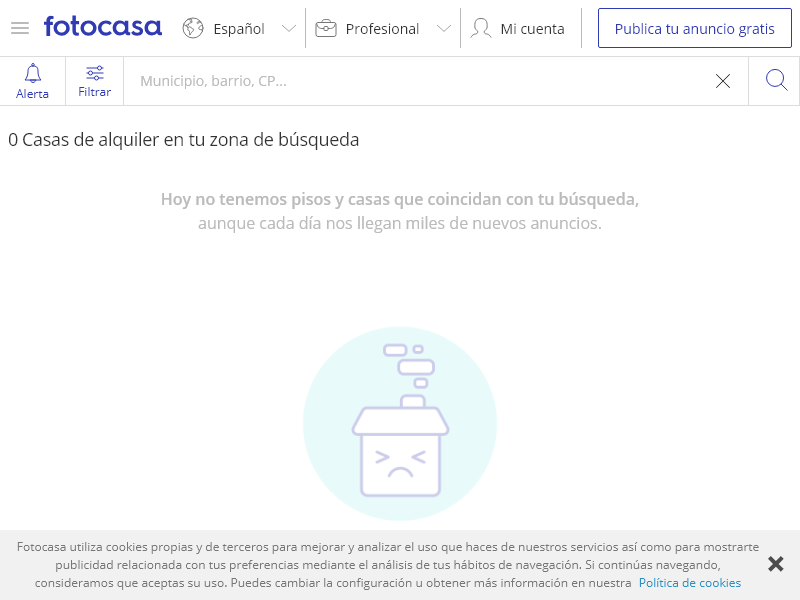 fotocasa Español Profesional Mi cuenta Publica tu anuncio gratis
Alerta Filtrar Municipio, barrio, CP...
0 Casas de alquiler en tu zona de búsqueda
Hoy no tenemos pisos y casas que coincidan con tu búsqueda,
aunque cada día nos llegan miles de nuevos anuncios.
Fotocasa utiliza cookies propias y de terceros para mejorar y analizar el uso que haces de nuestros servicios así como para mostrarte
publicidad relacionada con tus preferencias mediante el análisis de tus hábitos de navegación. Si continúas navegando,
consideramos que aceptas su uso. Puedes cambiar la configuración u obtener más información en nuestra Política de cookies